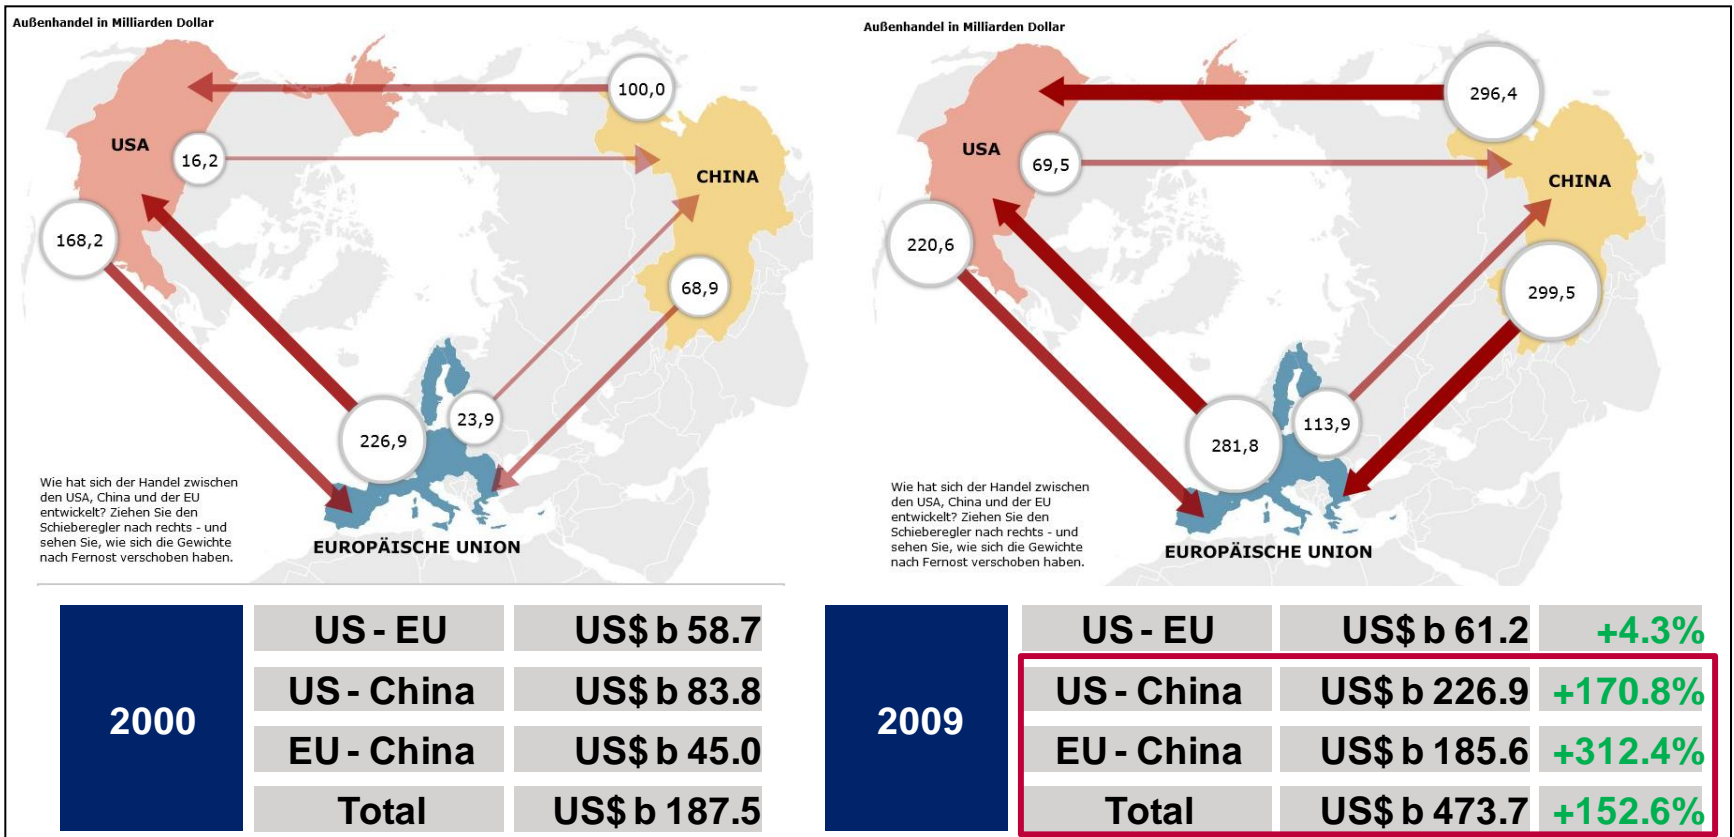 Außenhandel in Milliarden Dollar
100,0
USA
16,2
CHINA
168,2
68,9
226,9
23,9
Wie hat sich der Handel zwischen
den USA, China und der EU
entwickelt? Ziehen Sie den
Schieberegler nach rechts - und
sehen Sie, wie sich die Gewichte
nach Fernost verschoben haben.
EUROPÄISCHE UNION
Außenhandel in Milliarden Dollar
296,4
USA
69,5
CHINA
220,6
299,5
281,8
113,9
Wie hat sich der Handel zwischen
den USA, China und der EU
entwickelt? Ziehen Sie den
Schieberegler nach rechts - und
sehen Sie, wie sich die Gewichte
nach Fernost verschoben haben.
EUROPÄISCHE UNION
2000
US - EU US$ b 58.7
US - China US$ b 83.8
EU - China US$ b 45.0
Total US$ b 187.5
2009
US - EU US$ b 61.2 +4.3%
US - China US$ b 226.9 +170.8%
EU - China US$ b 185.6 +312.4%
Total US$ b 473.7 +152.6%